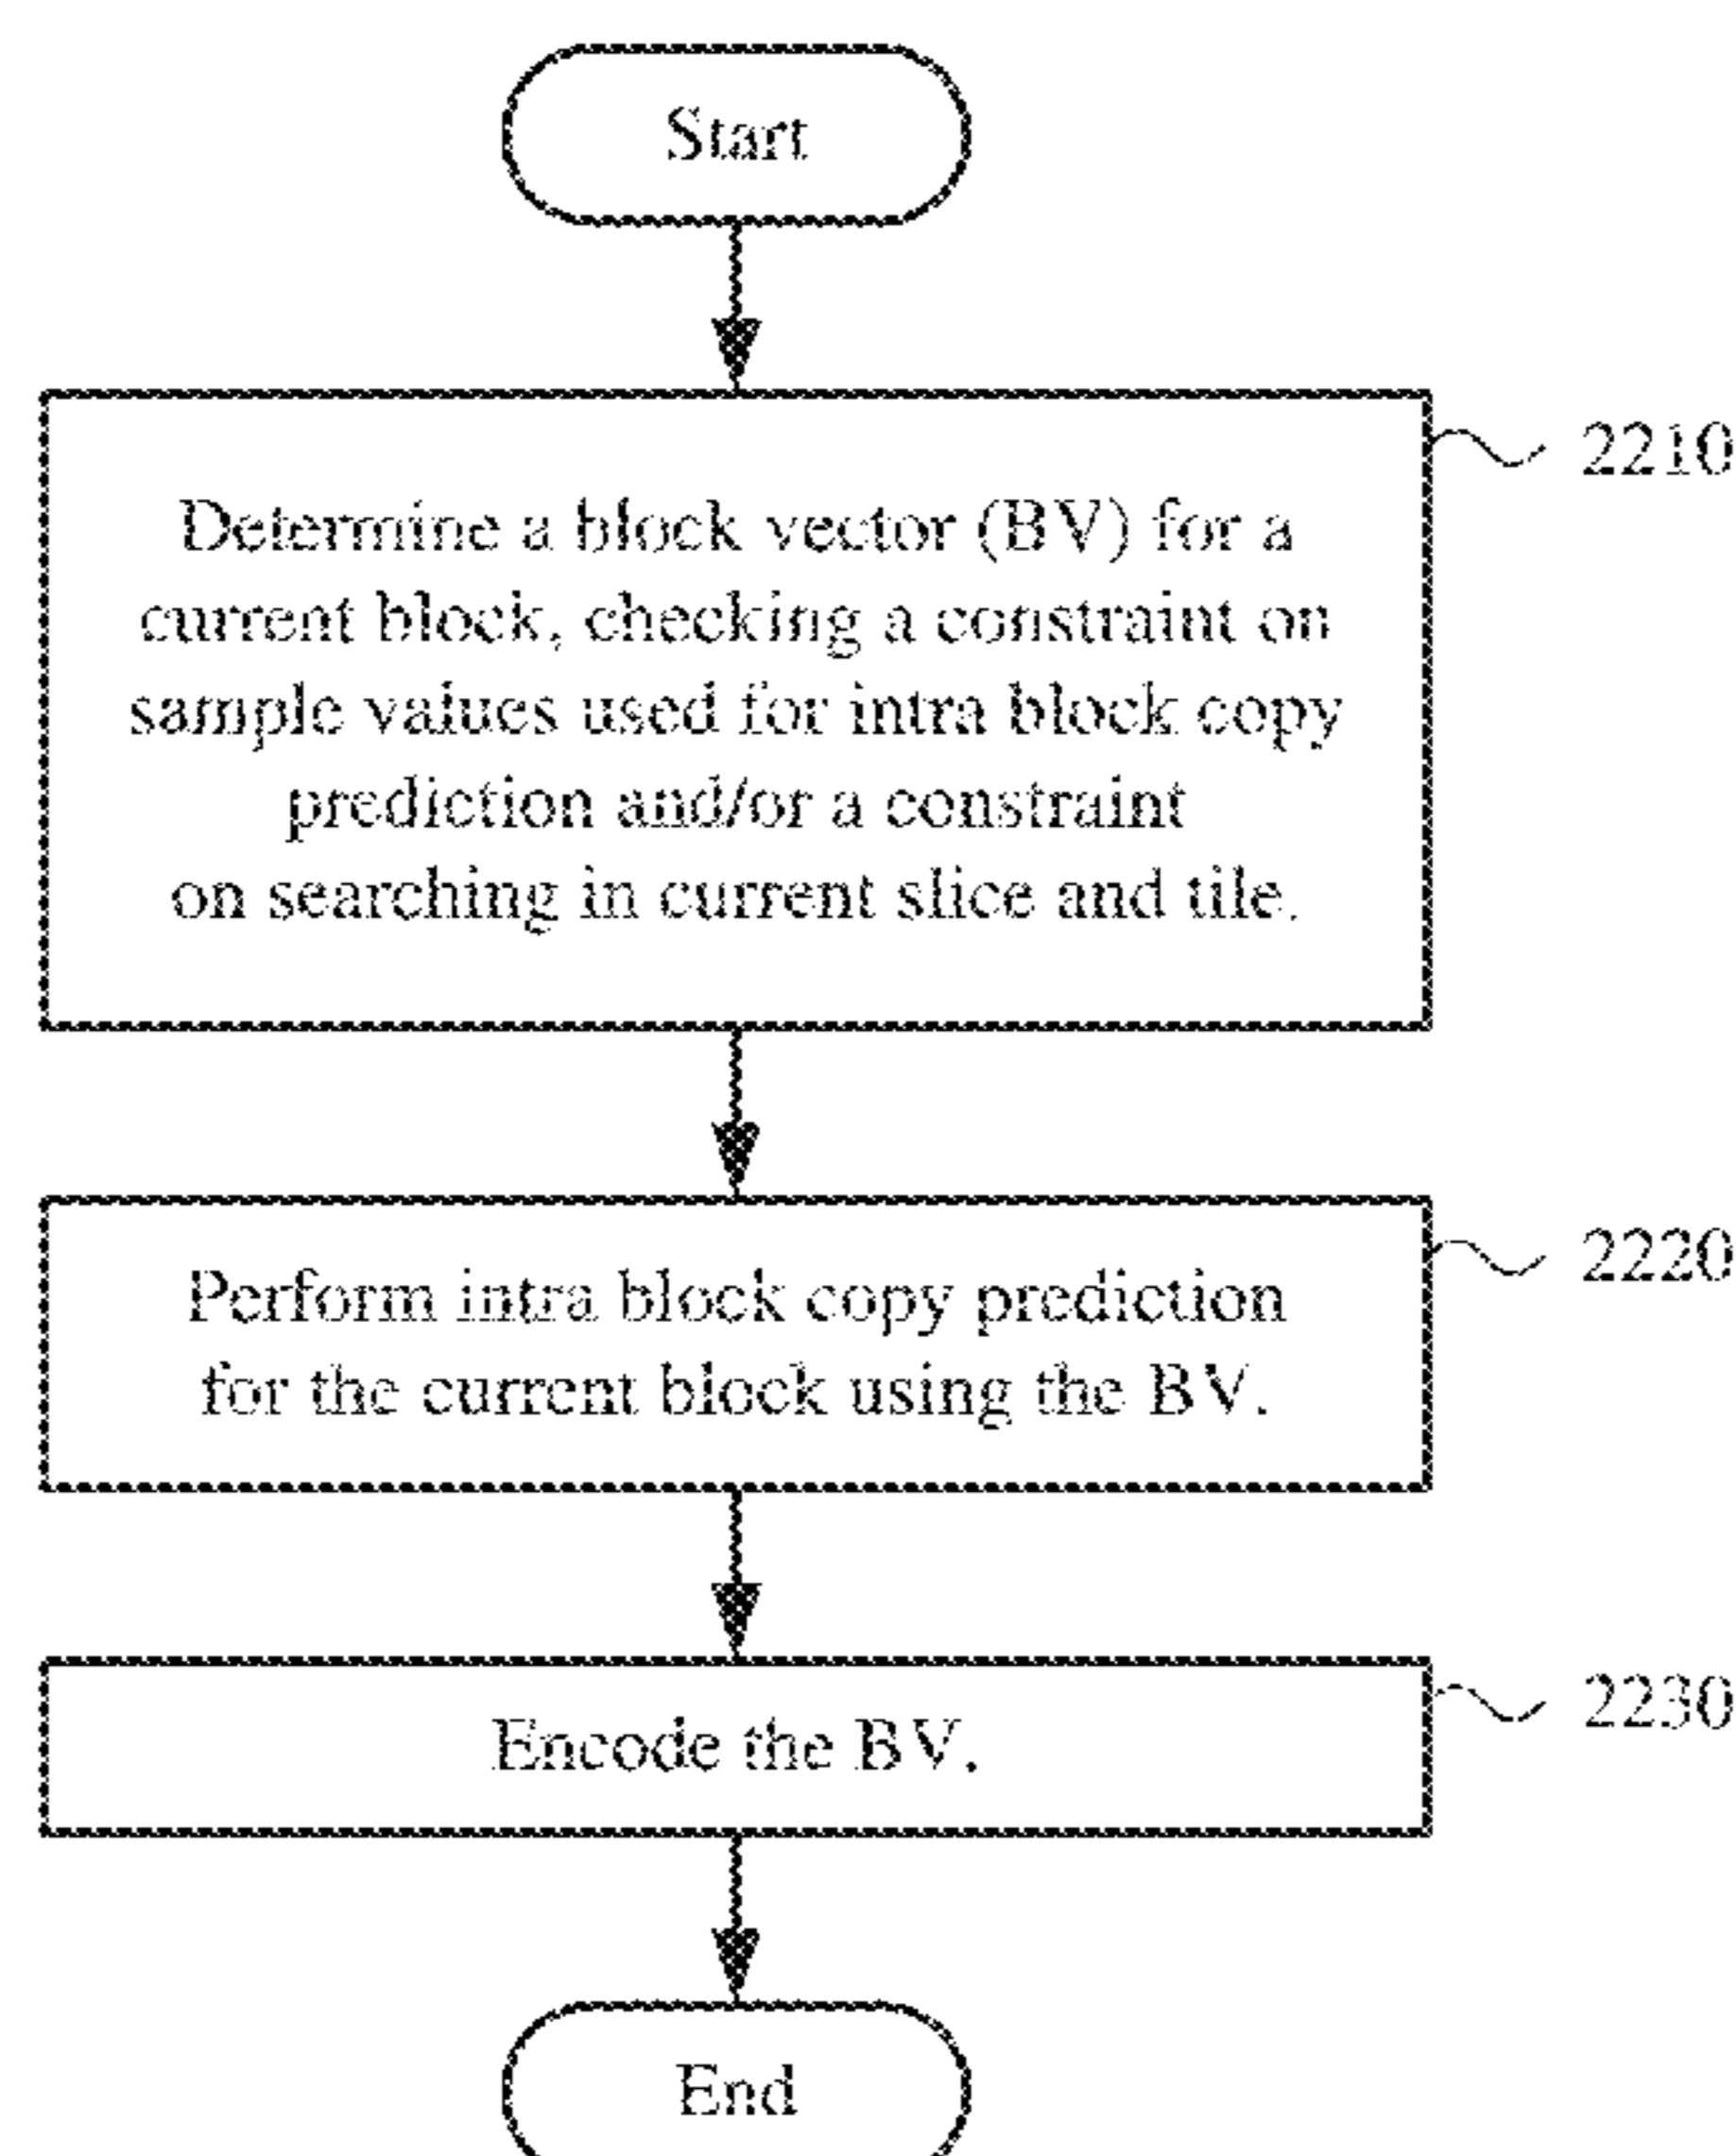 Start
2210
Determine a block vector (BV) for a
current block, checking a constraint on
sample values used for intra block copy
prediction and/or a constraint
on searching in current slice and tile.
2220
Perform intra block copy prediction
for the current block using the BV.
2230
Encode the BV.
End